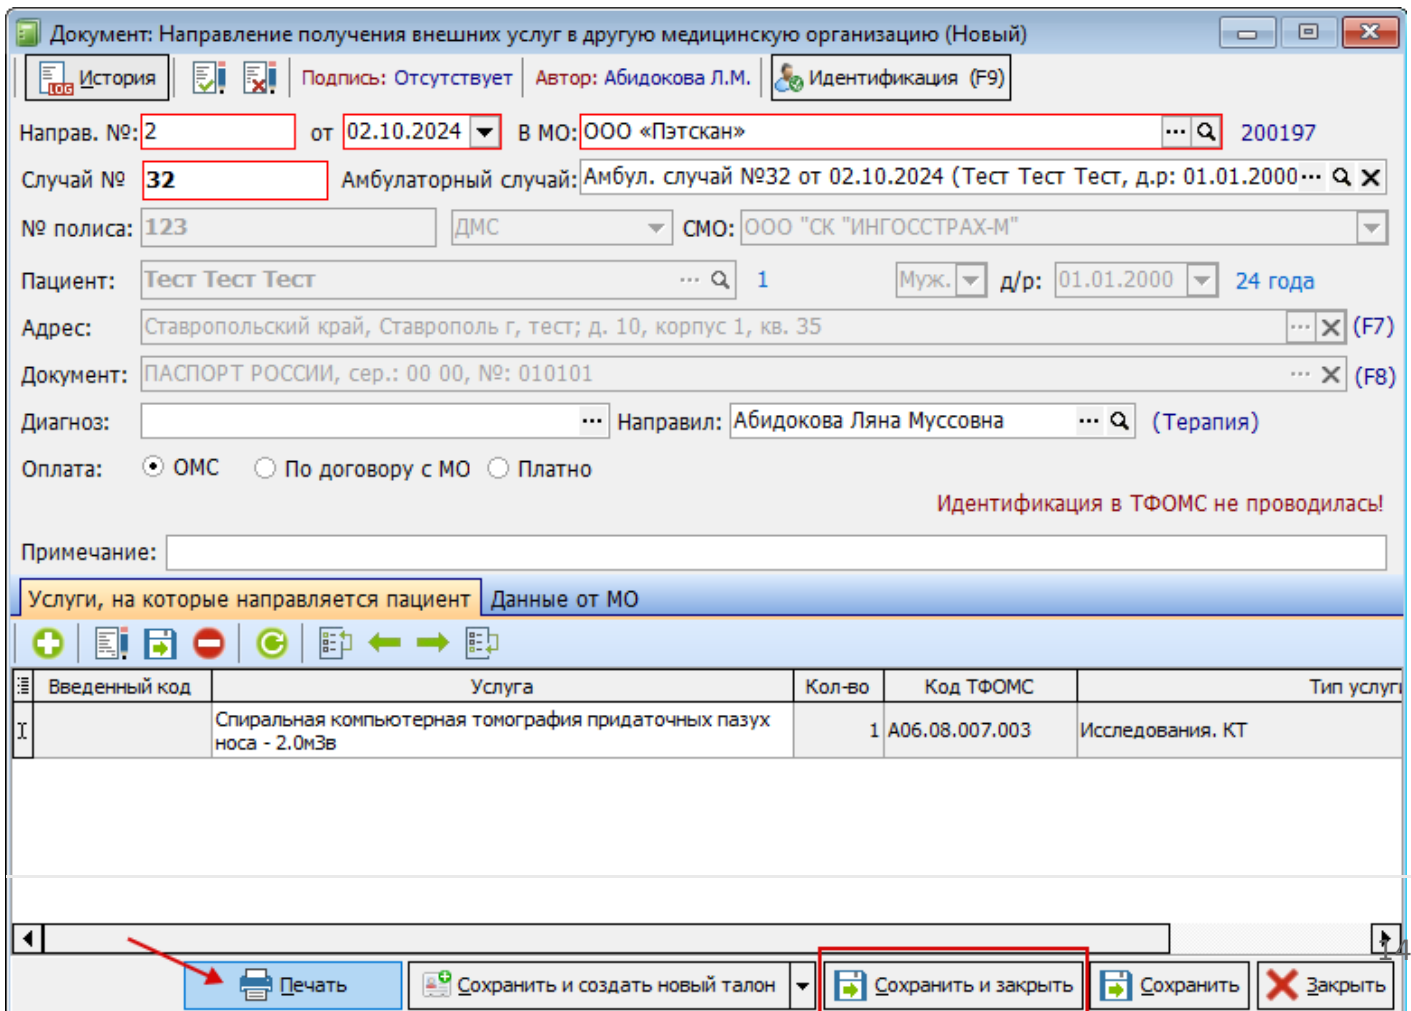 Документ: Направление получения внешних услуг в другую медицинскую организацию (Новый)
LOG История Подпись: Отсутствует Автор: Абидокова Л.М. Идентификация (F9)
Направ. №: 2 от 02.10.2024 В МО: ООО «Пэтскан» ... 200197
Случай № 32 Амбулаторный случай: Амбул. случай №32 от 02.10.2024 (Тест Тест Тест, д.р: 01.01.2000 ...
№ полиса: 123 ДМС СМО: ООО "СК "ИНГОССТРАХ-М"
Пациент: Тест Тест Тест ... 1 Муж. д/р: 01.01.2000 24 года
Адрес: Ставропольский край, Ставрополь г, тест; д. 10, корпус 1, кв. 35 ... (F7)
Документ: ПАСПОРТ РОССИИ, сер.: 00 00, №: 010101 ... (F8)
Диагноз: ... Направил: Абидокова Ляна Муссовна ... (Терапия)
Оплата: ОМС По договору с МО Платно
Идентификация в ТФОМС не проводилась!
Примечание:
Услуги, на которые направляется пациент Данные от МО
Введенный код Услуга Кол-во Код ТФОМС Тип услуги
Спиральная компьютерная томография придаточных пазух
носа - 2.0мЗв 1 A06.08.007.003 Исследования. КТ
14
Печать Сохранить и создать новый талон Сохранить и закрыть Сохранить Закрыть